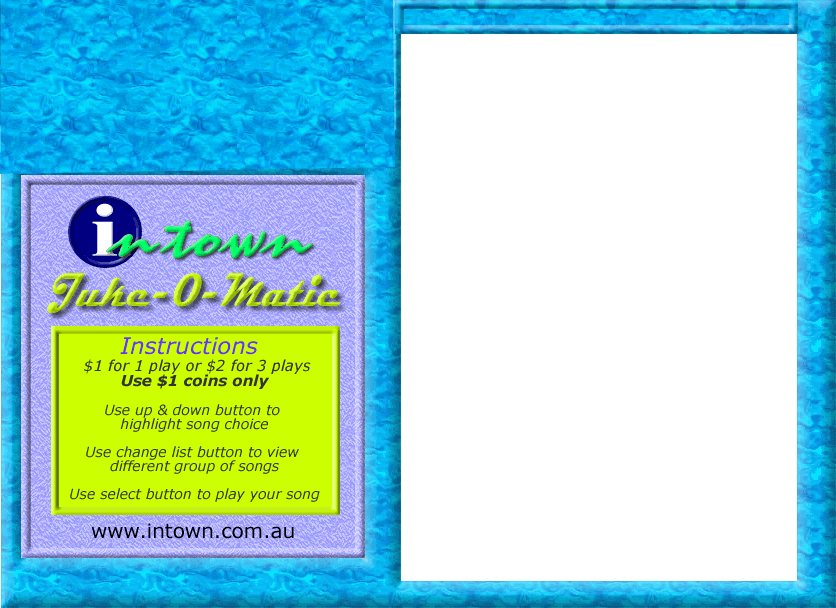 intown
Juke-O-Matic
Instructions
$1 for 1 play or $2 for 3 plays
Use $1 coins only
Use up & down button to
highlight song choice
Use change list button to view
different group of songs
Use select button to play your song
www.intown.com.au